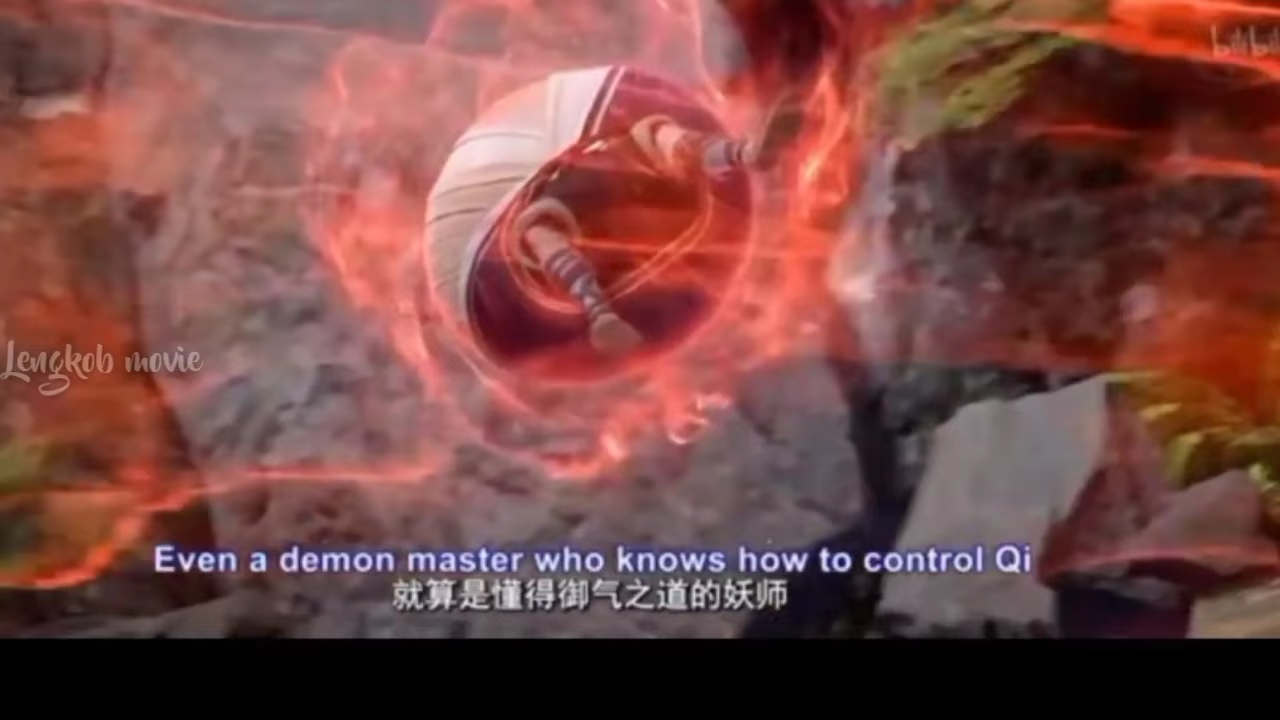 bilibil
Lengkob movie
Even a demon master who knows how to control Qi
就算是懂得御气之道的妖师